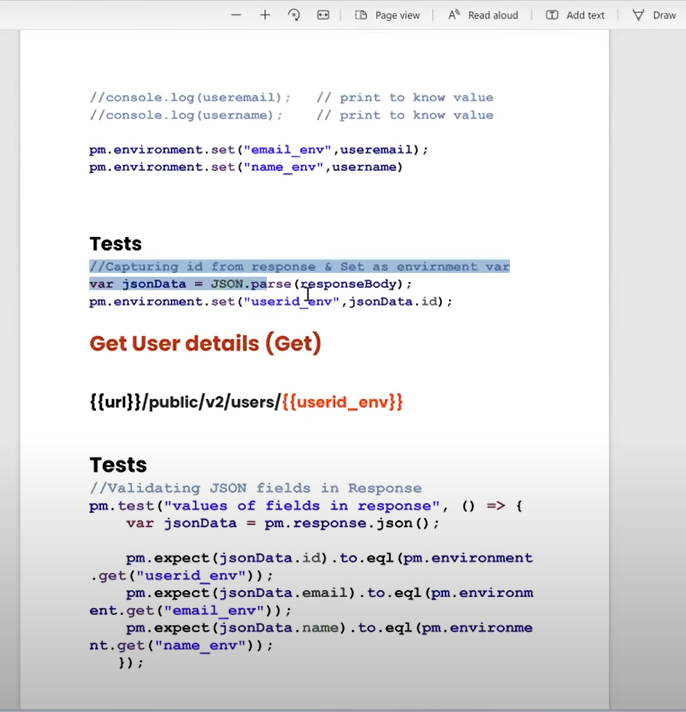 Page view
Read aloud
Add text
Draw
//console.log(useremail);   // print to know value
//console.log(username);    // print to know value
pm.environment.set("email_env",useremail);
pm.environment.set("name_env",username)
Tests
//Capturing id from response & Set as envirnment var
var jsonData = JSON.parse(responseBody);
pm.environment.set("userid_env",jsonData.id);
Get User details (Get)
{{url}}/public/v2/users/{{userid_env}}
Tests
//Validating JSON fields in Response
pm.test("values of fields in response", () => {
    var jsonData = pm.response.json();
    pm.expect(jsonData.id).to.eql(pm.environment
.get("userid_env"));
    pm.expect(jsonData.email).to.eql(pm.environm
ent.get("email_env"));
    pm.expect(jsonData.name).to.eql(pm.environme
nt.get("name_env"));
   });